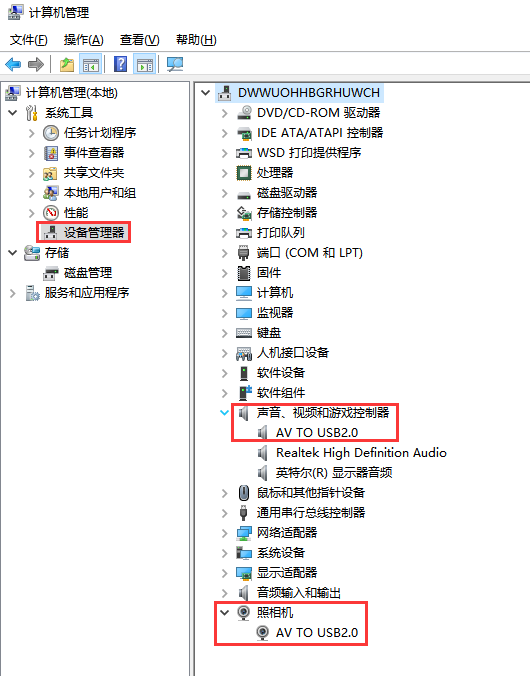 计算机管理
文件(F) 操作(A) 查看(V) 帮助(H)
计算机管理(本地)
系统工具
任务计划程序
事件查看器
共享文件夹
本地用户和组
性能
设备管理器
存储
磁盘管理
服务和应用程序
DWWUOHHBGRHUWCH
DVD/CD-ROM 驱动器
IDE ATA/ATAPI 控制器
WSD 打印提供程序
处理器
磁盘驱动器
存储控制器
打印队列
端口 (COM 和 LPT)
固件
计算机
监视器
键盘
人机接口设备
软件设备
软件组件
声音、视频和游戏控制器
AV TO USB2.0
Realtek High Definition Audio
英特尔(R) 显示器音频
鼠标和其他指针设备
通用串行总线控制器
网络适配器
系统设备
显示适配器
音频输入和输出
照相机
AV TO USB2.0